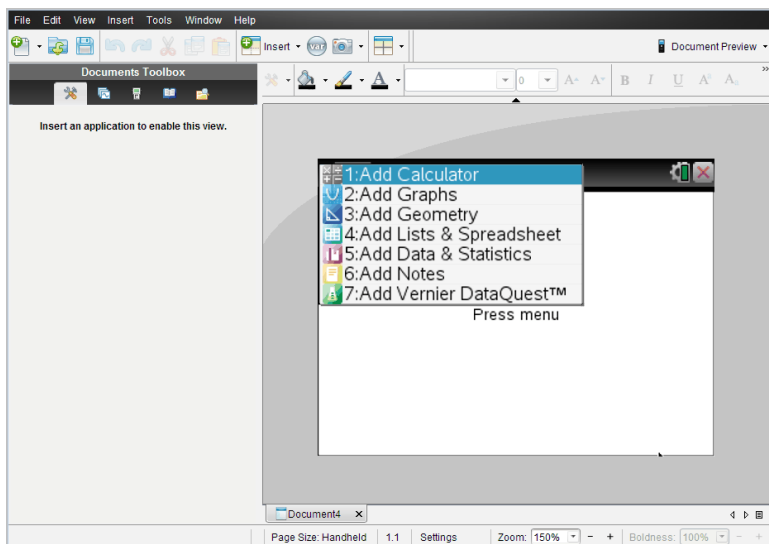 File Edit View Insert Tools Window Help
Insert var Document Preview
Documents Toolbox
A 0 A+ A+ B I U
Insert an application to enable this view.
1:Add Calculator
2:Add Graphs
3:Add Geometry
4:Add Lists & Spreadsheet
5:Add Data & Statistics
6:Add Notes
7:Add Vernier DataQuest™
Press menu
Document4
Page Size: Handheld 1.1 Settings Zoom: 150% - + Boldness: 100% - +